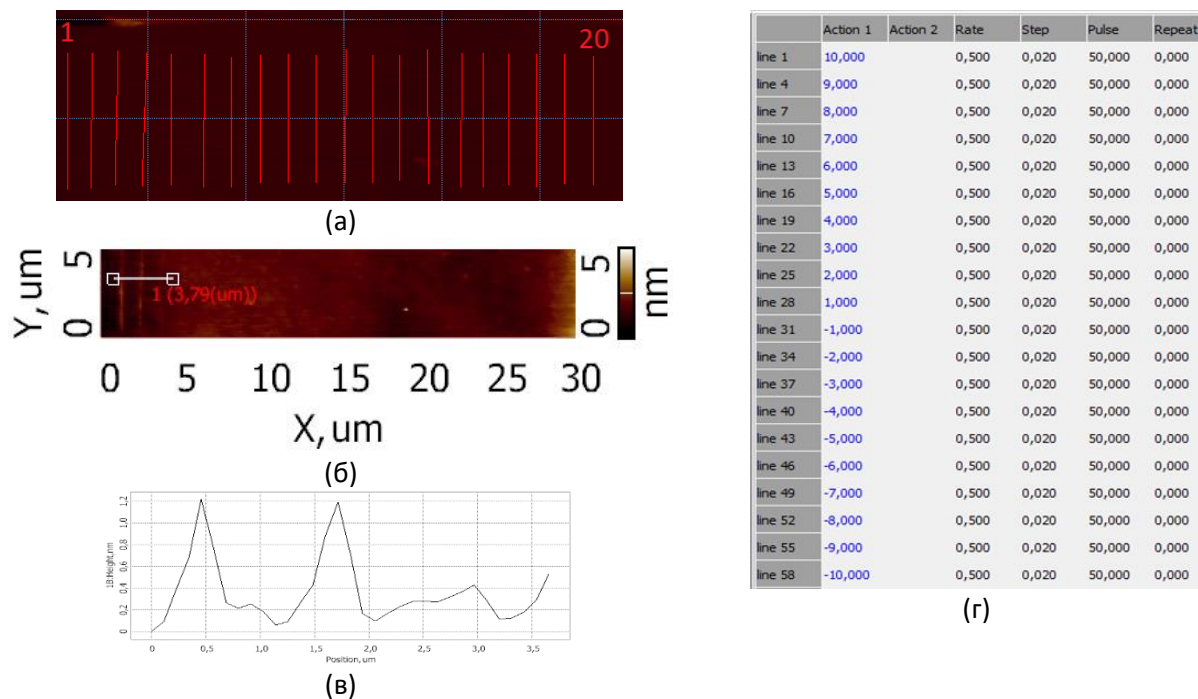 1 20
(а)
Y, um
5
0
1 (3,79(um))
5
0
nm
0 5 10 15 20 25 30
X, um
(б)
1B:Height,nm
1,2
1,0
0,8
0,6
0,4
0,2
0
0 0,5 1,0 1,5 2,0 2,5 3,0 3,5
Position, um
(в)
Action 1 Action 2 Rate Step Pulse Repeat
line 1 10,000 0,500 0,020 50,000 0,000
line 4 9,000 0,500 0,020 50,000 0,000
line 7 8,000 0,500 0,020 50,000 0,000
line 10 7,000 0,500 0,020 50,000 0,000
line 13 6,000 0,500 0,020 50,000 0,000
line 16 5,000 0,500 0,020 50,000 0,000
line 19 4,000 0,500 0,020 50,000 0,000
line 22 3,000 0,500 0,020 50,000 0,000
line 25 2,000 0,500 0,020 50,000 0,000
line 28 1,000 0,500 0,020 50,000 0,000
line 31 -1,000 0,500 0,020 50,000 0,000
line 34 -2,000 0,500 0,020 50,000 0,000
line 37 -3,000 0,500 0,020 50,000 0,000
line 40 -4,000 0,500 0,020 50,000 0,000
line 43 -5,000 0,500 0,020 50,000 0,000
line 46 -6,000 0,500 0,020 50,000 0,000
line 49 -7,000 0,500 0,020 50,000 0,000
line 52 -8,000 0,500 0,020 50,000 0,000
line 55 -9,000 0,500 0,020 50,000 0,000
line 58 -10,000 0,500 0,020 50,000 0,000
(г)